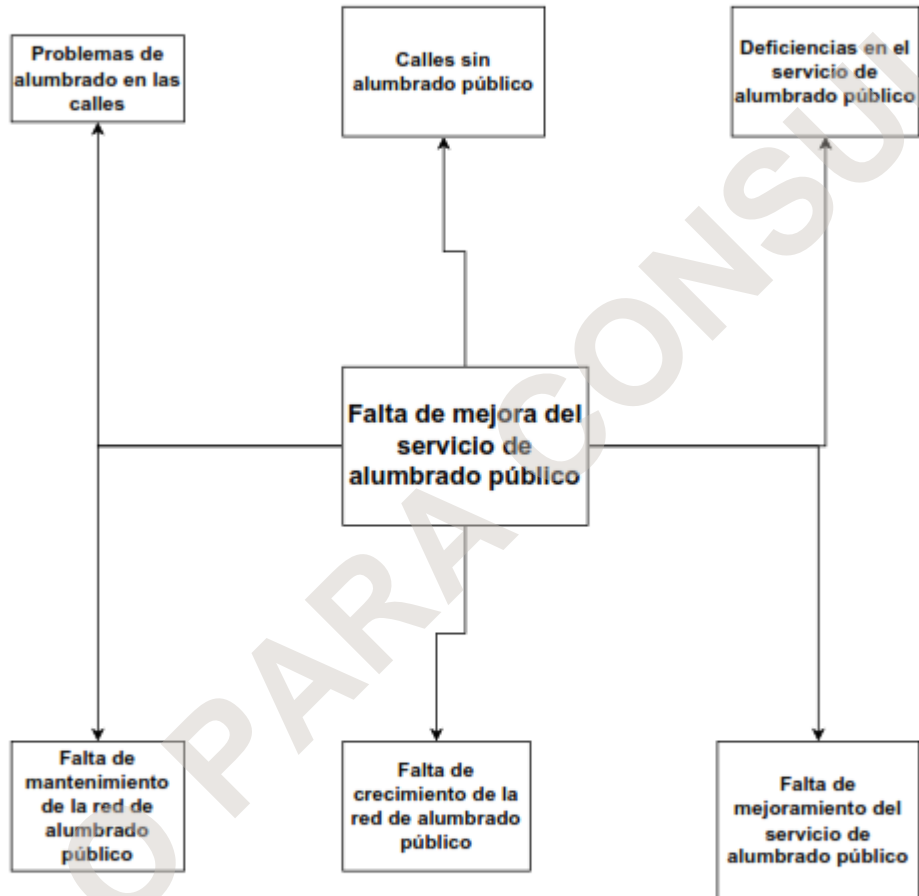 Problemas de
alumbrado en las
calles
Calles sin
alumbrado público
Deficiencias en el
servicio de
alumbrado público
Falta de mejora del
servicio de
alumbrado público
Falta de
mantenimiento
de la red de
alumbrado
público
Falta de
crecimiento de la
red de alumbrado
público
Falta de
mejoramiento del
servicio de
alumbrado público
O PARA CONSU